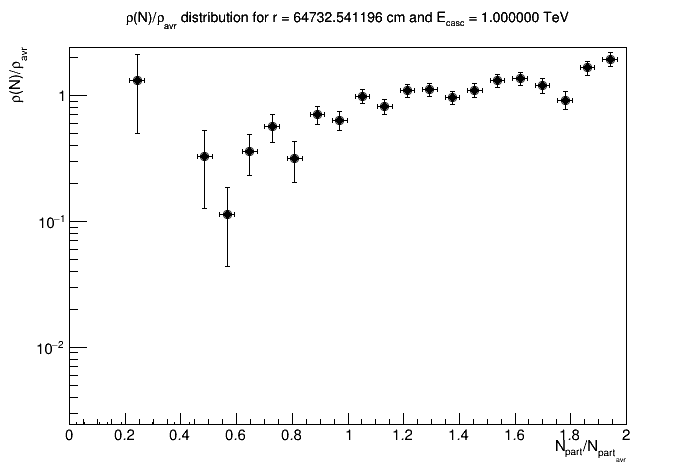 ρ(N)/ρavr distribution for r = 64732.541196 cm and Ecasc = 1.000000 TeV
ρ(N)/ρavr
1
10−1
10−2
0 0.2 0.4 0.6 0.8 1 1.2 1.4 1.6 1.8 2
Npart/Npartavr